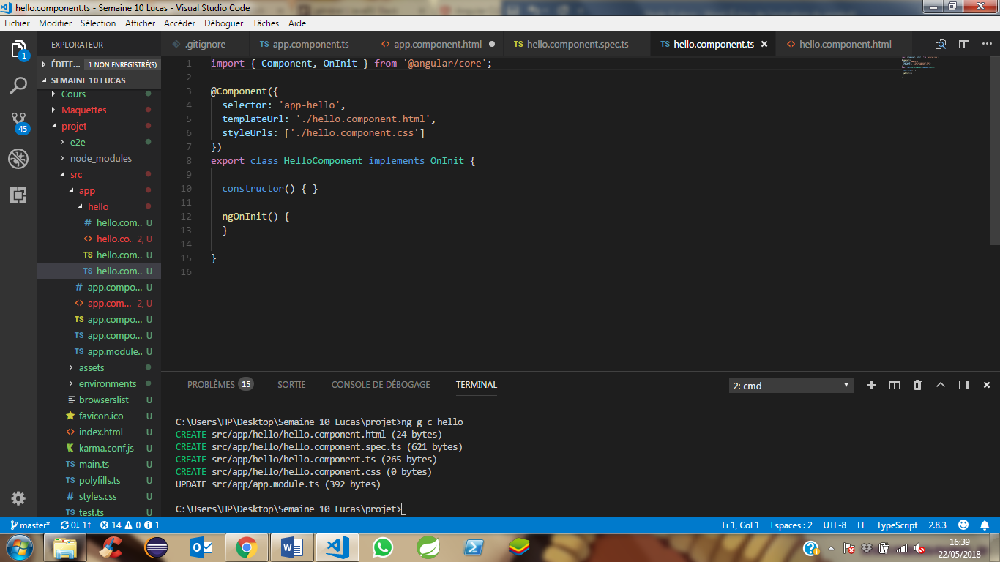 hello.component.ts - Semaine 10 Lucas - Visual Studio Code
Fichier Modifier Sélection Afficher Accéder Déboguer Tâches Aide
EXPLORATEUR
.gitignore
TS app.component.ts
<> app.component.html
TS hello.component.spec.ts
TS hello.component.ts
<> hello.component.html
1
ÉDITE... 1 NON ENREGISTRÉ(S)
SEMAINE 10 LUCAS
Cours
Maquettes
projet
e2e
node_modules
src
app
hello
# hello.com.. U
<> hello.co.. 2, U
TS hello.com.. U
TS hello.com.. U
# app.compo... U
<> app.com... 2, U
TS app.compo... U
TS app.compo... U
TS app.module.. U
assets
environments
browserslist U
favicon.ico U
<> index.html U
K karma.conf.js U
TS main.ts U
TS polyfills.ts U
# styles.css U
TS test.ts U
45
1 import { Component, OnInit } from '@angular/core';
2
3 @Component({
4 selector: 'app-hello',
5 templateUrl: './hello.component.html',
6 styleUrls: ['./hello.component.css']
7 })
8 export class HelloComponent implements OnInit {
9
10 constructor() { }
11
12 ngOnInit() {
13 }
14
15 }
16
PROBLÈMES 15 SORTIE CONSOLE DE DÉBOGAGE TERMINAL
2: cmd
C:\Users\HP\Desktop\Semaine 10 Lucas\projet>ng g c hello
CREATE src/app/hello/hello.component.html (24 bytes)
CREATE src/app/hello/hello.component.spec.ts (621 bytes)
CREATE src/app/hello/hello.component.ts (265 bytes)
CREATE src/app/hello/hello.component.css (0 bytes)
UPDATE src/app/app.module.ts (392 bytes)
C:\Users\HP\Desktop\Semaine 10 Lucas\projet>
master* 0↓ 1↑ 14 0 1
Li 1, Col 1 Espaces : 2 UTF-8 LF TypeScript 2.8.3
16:39
22/05/2018